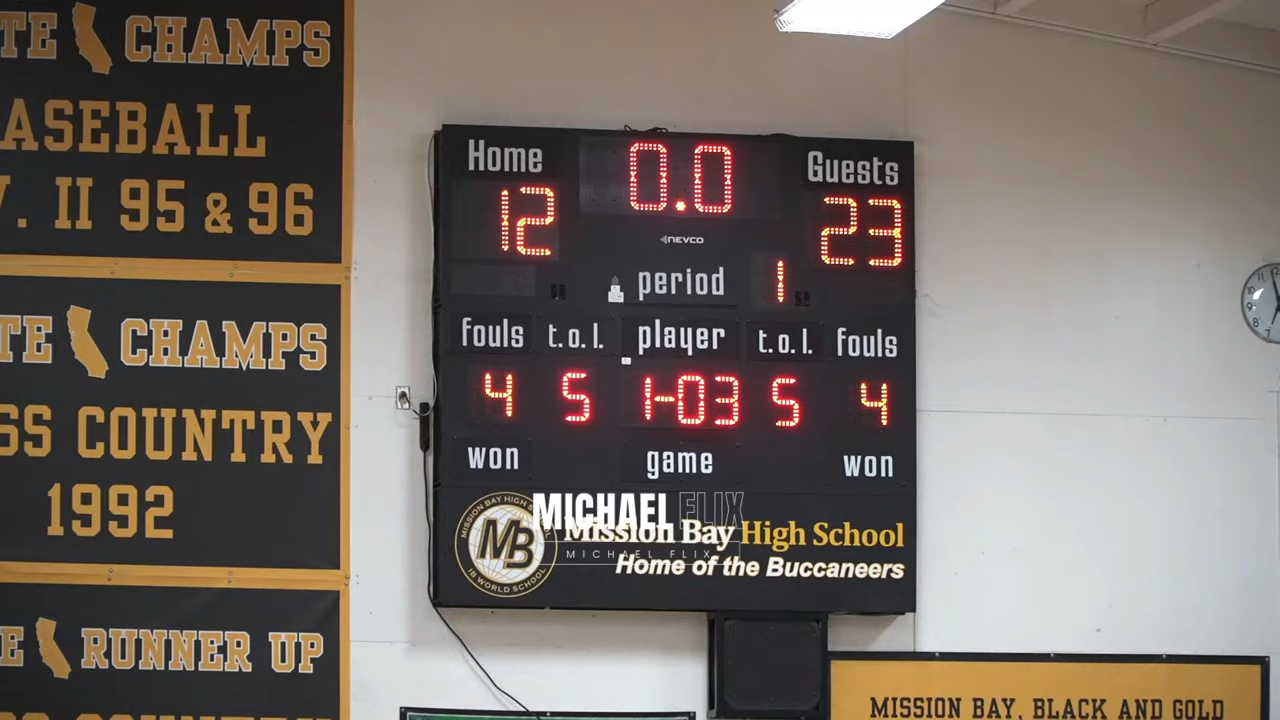 TE CHAMPS
ASEBALL
V. II 95 & 96
TE CHAMPS
SS COUNTRY
1992
E RUNNER UP
Home 0.0 Guests
12 23
NEVCO
period 1
fouls t.o.l. player t.o.l. fouls
4 5 1-03 5 4
won game won
MISSION BAY HIGH
MB
IB WORLD SCHOOL
MICHAEL FLIX
MICHAEL FLIX
Mission Bay High School
Home of the Buccaneers
MISSION BAY, BLACK AND GOLD
11 12